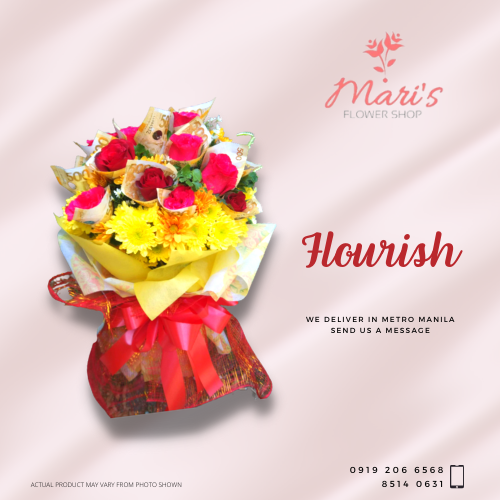 Mari's
FLOWER SHOP
Flourish
WE DELIVER IN METRO MANILA
SEND US A MESSAGE
0919 206 6568
8514 0631
ACTUAL PRODUCT MAY VARY FROM PHOTO SHOWN